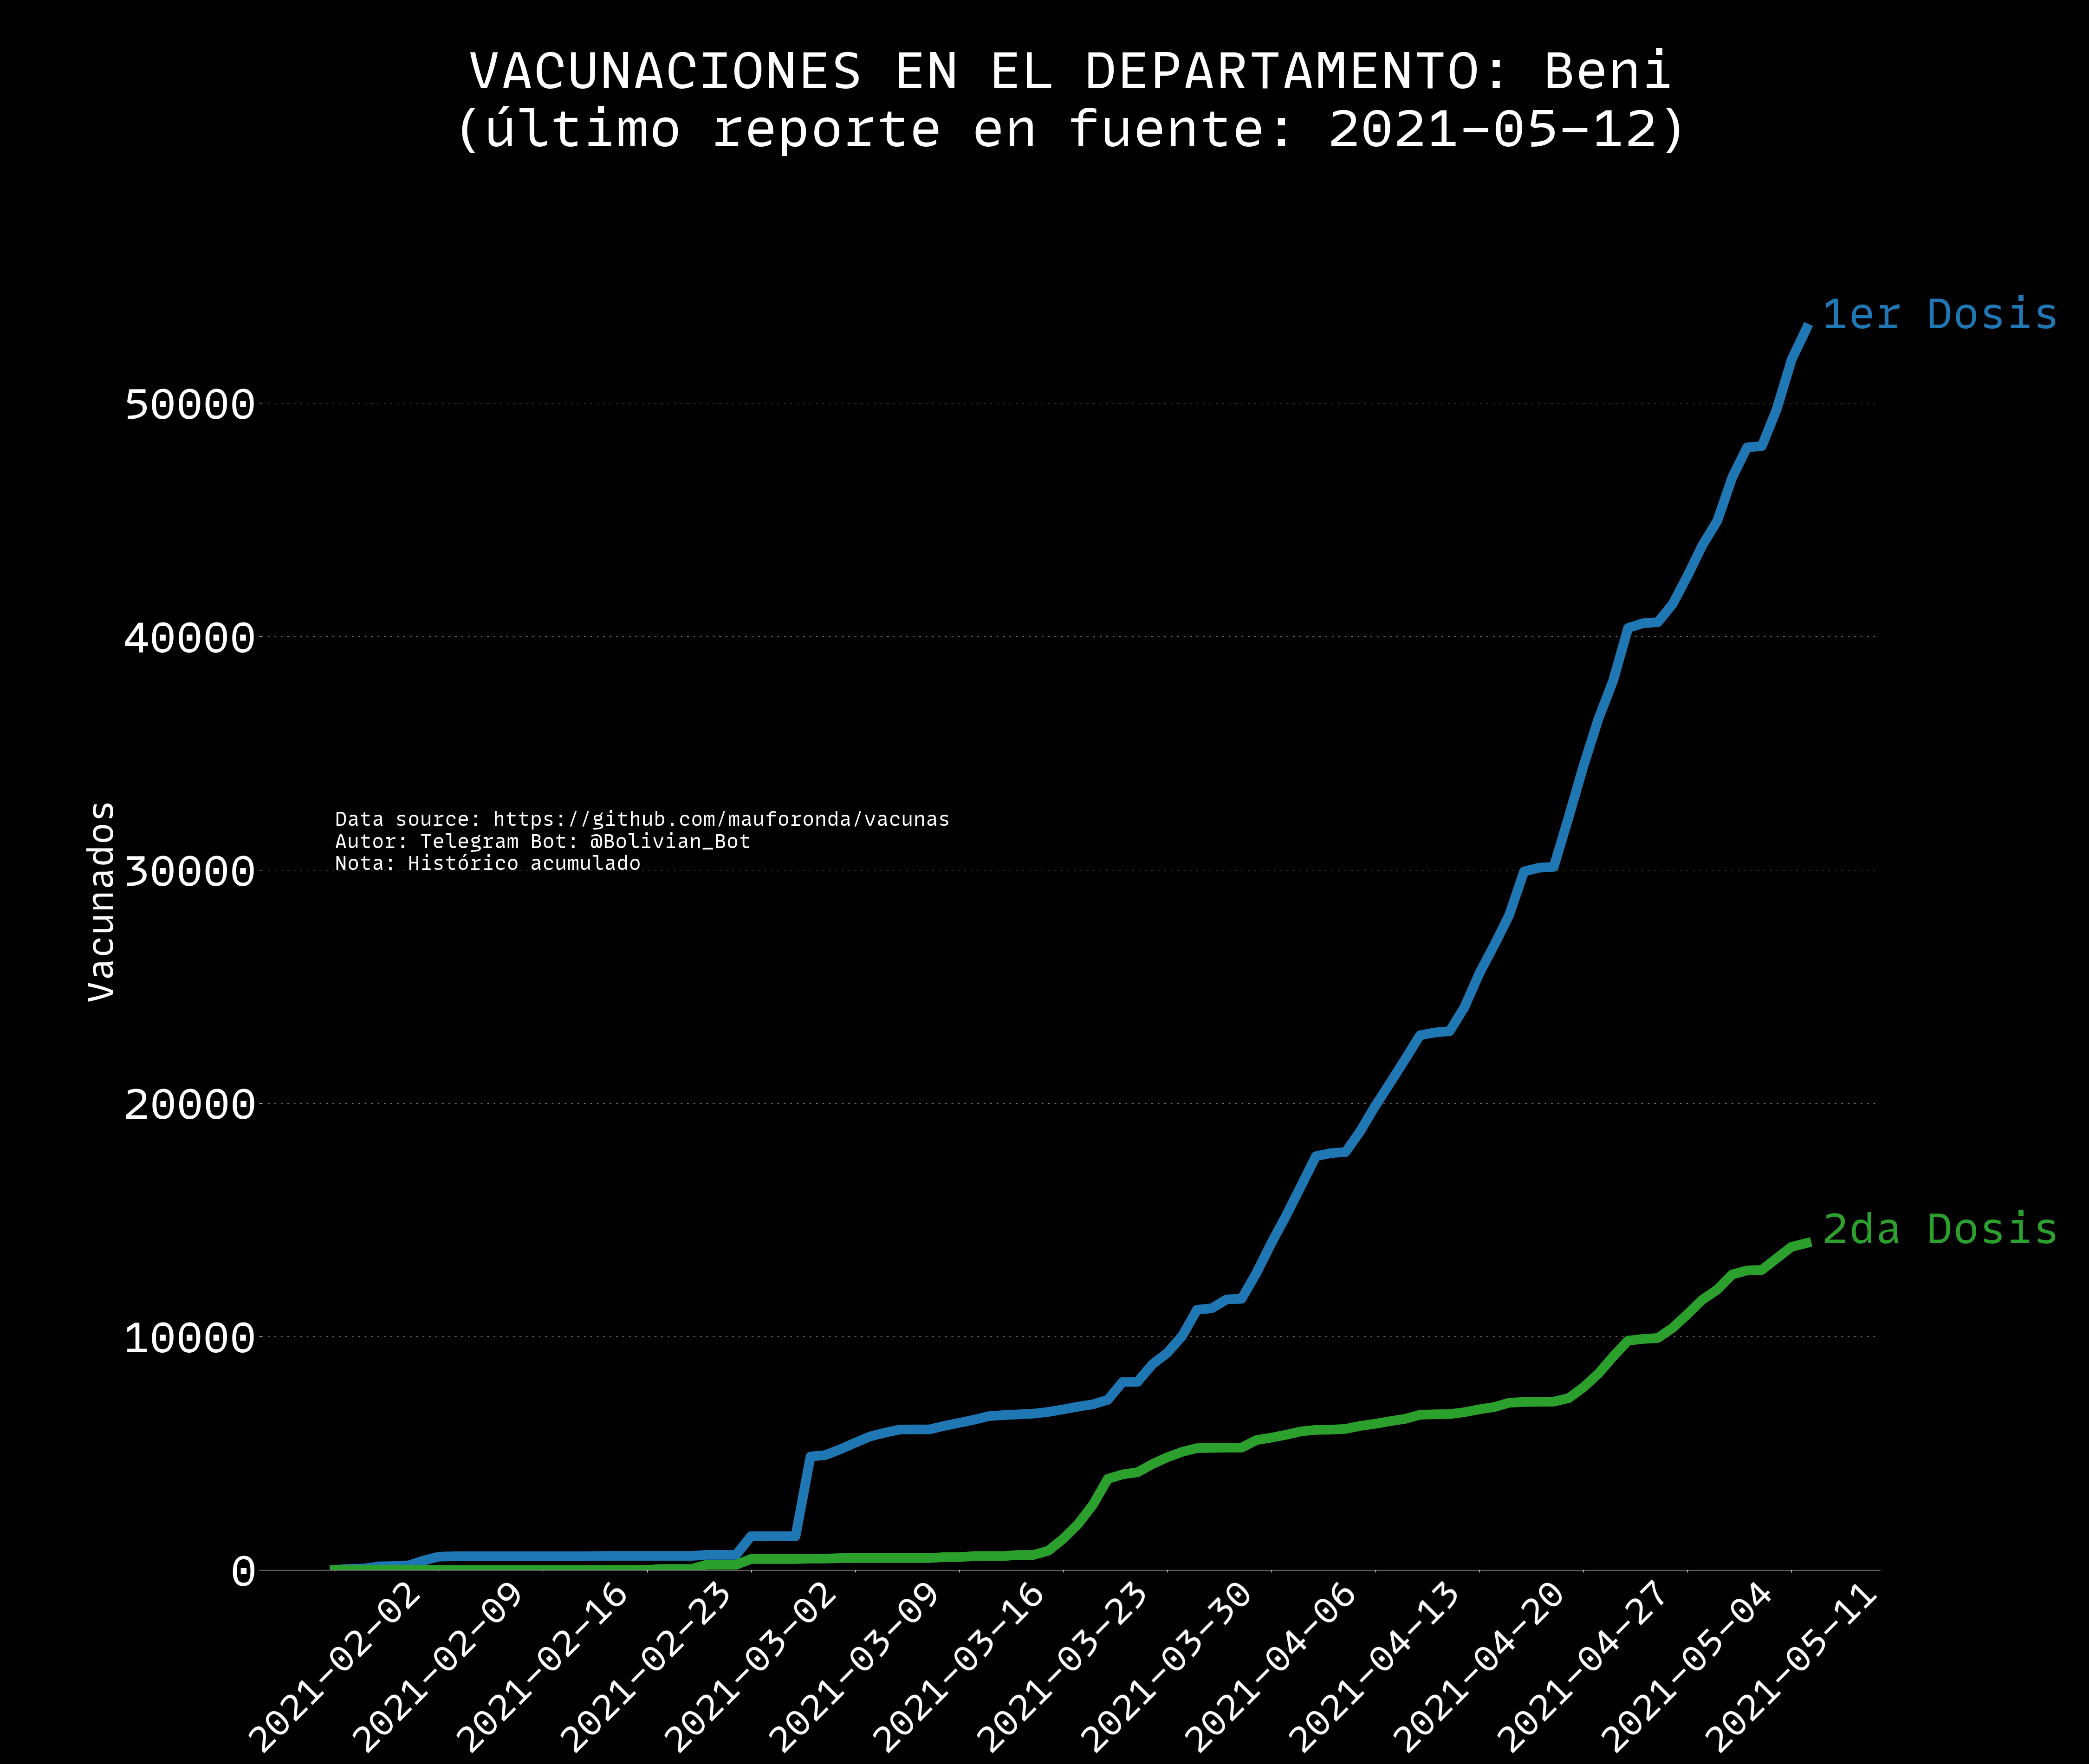 VACUNACIONES EN EL DEPARTAMENTO: Beni
(último reporte en fuente: 2021-05-12)
1er Dosis
50000
40000
Data source: https://github.com/mauforonda/vacunas
Autor: Telegram Bot: @Bolivian_Bot
Nota: Histórico acumulado
Vacunados
30000
20000
2da Dosis
10000
0
2021-02-02
2021-02-09
2021-02-16
2021-02-23
2021-03-02
2021-03-09
2021-03-16
2021-03-23
2021-03-30
2021-04-06
2021-04-13
2021-04-20
2021-04-27
2021-05-04
2021-05-11